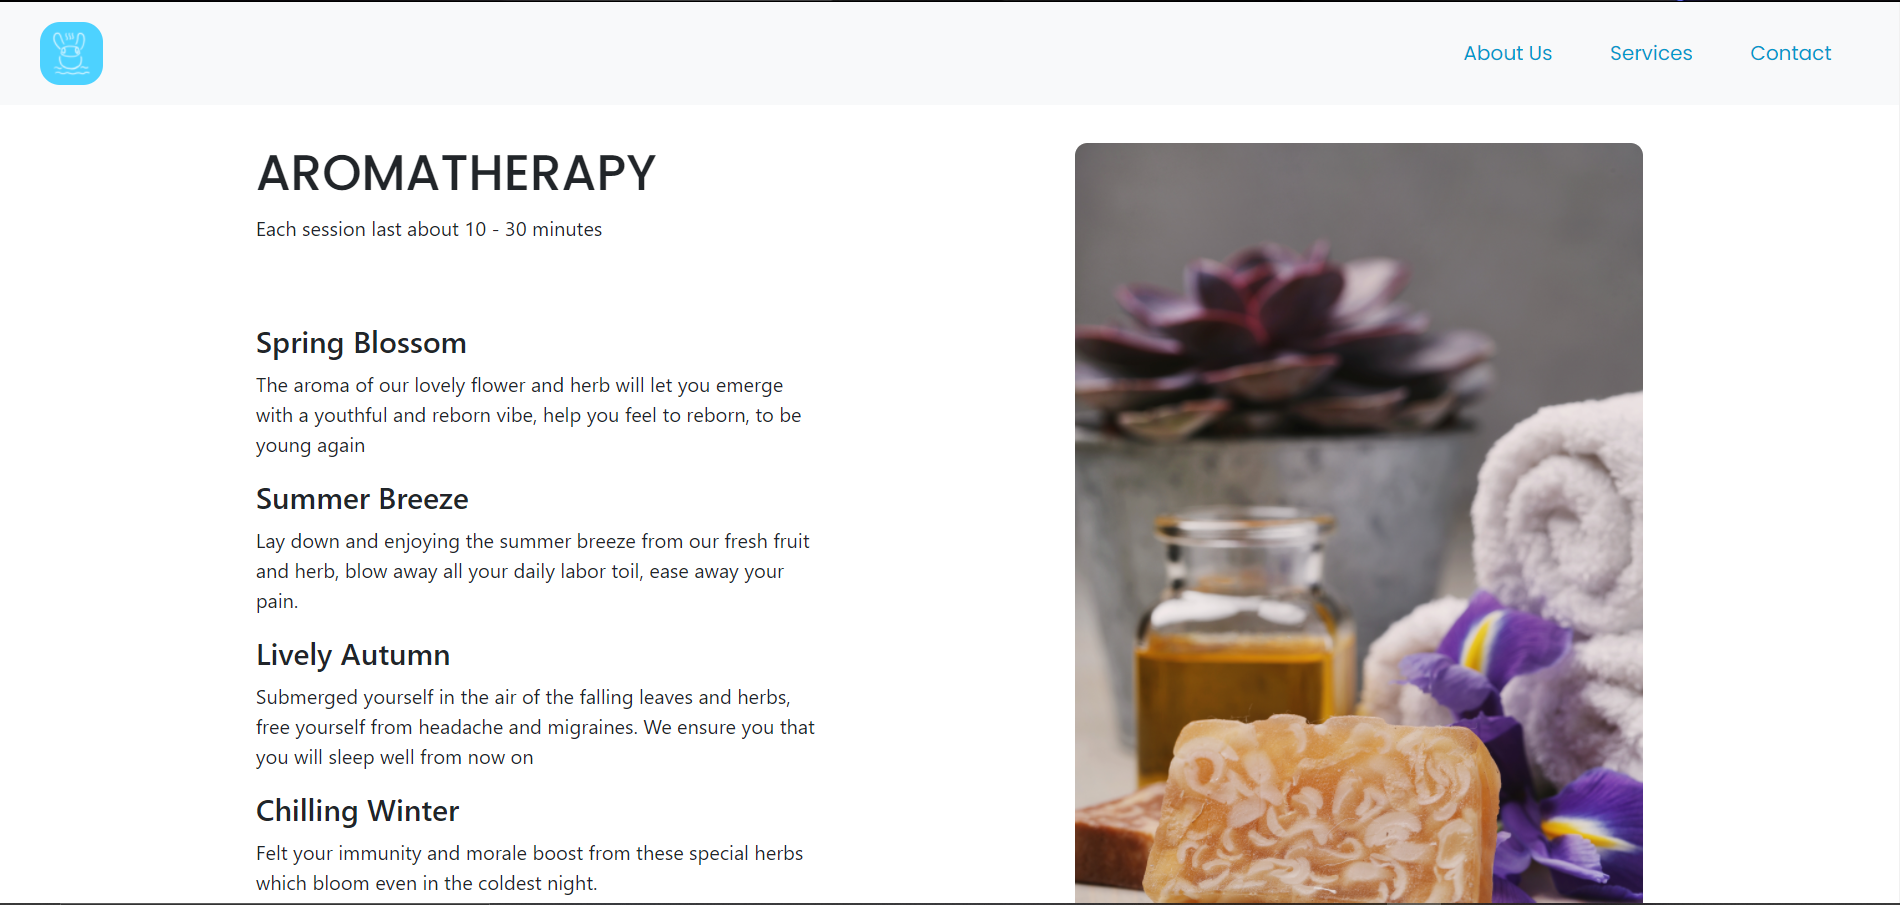 About Us
Services
Contact
AROMATHERAPY
Each session last about 10 - 30 minutes
Spring Blossom
The aroma of our lovely flower and herb will let you emerge
with a youthful and reborn vibe, help you feel to reborn, to be
young again
Summer Breeze
Lay down and enjoying the summer breeze from our fresh fruit
and herb, blow away all your daily labor toil, ease away your
pain.
Lively Autumn
Submerged yourself in the air of the falling leaves and herbs,
free yourself from headache and migraines. We ensure you that
you will sleep well from now on
Chilling Winter
Felt your immunity and morale boost from these special herbs
which bloom even in the coldest night.